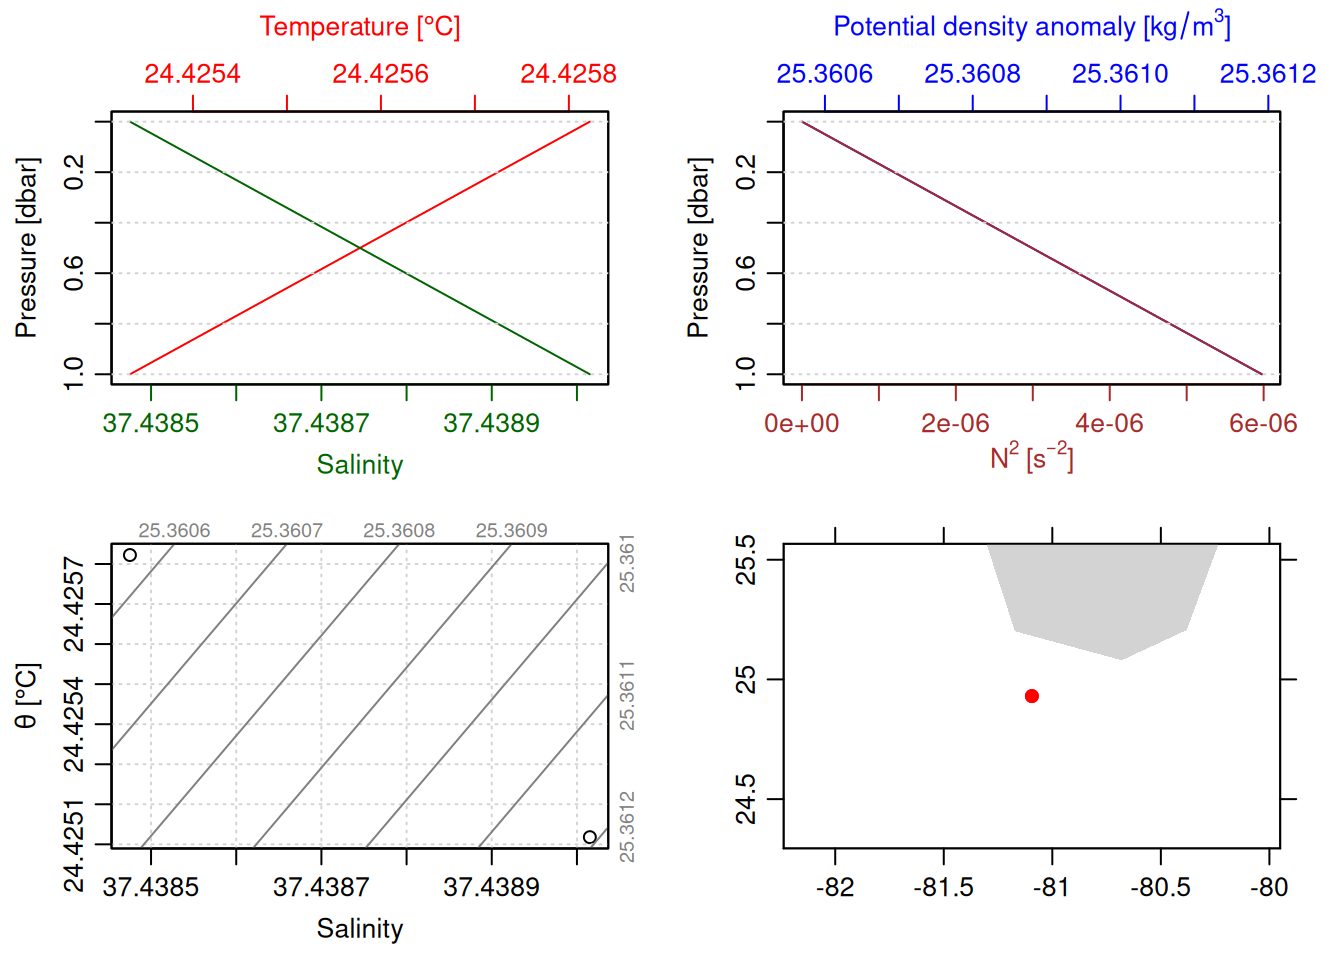 Temperature [°C]
24.4254 24.4256 24.4258
Pressure [dbar]
0.2
0.6
1.0
37.4385 37.4387 37.4389
Salinity
Potential density anomaly [kg/m³]
25.3606 25.3608 25.3610 25.3612
Pressure [dbar]
0.2
0.6
1.0
0e+00 2e-06 4e-06 6e-06
N² [s⁻²]
25.3606 25.3607 25.3608 25.3609
25.361
25.3611
25.3612
θ [°C]
24.4257
24.4254
24.4251
37.4385 37.4387 37.4389
Salinity
25.5
25
24.5
-82 -81.5 -81 -80.5 -80